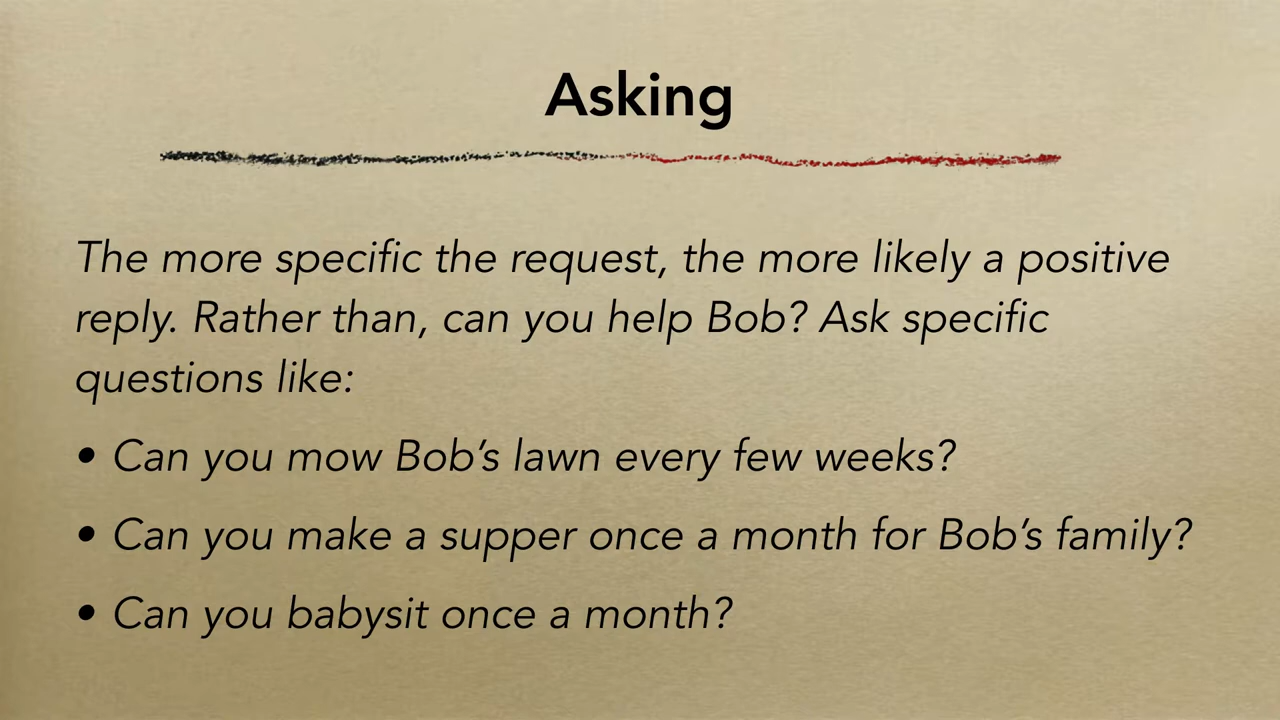 Asking
The more specific the request, the more likely a positive
reply. Rather than, can you help Bob? Ask specific
questions like:
• Can you mow Bob’s lawn every few weeks?
• Can you make a supper once a month for Bob’s family?
• Can you babysit once a month?